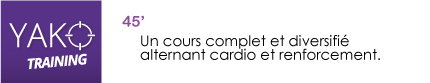 YAKO
TRAINING
45’
Un cours complet et diversifié
alternant cardio et renforcement.